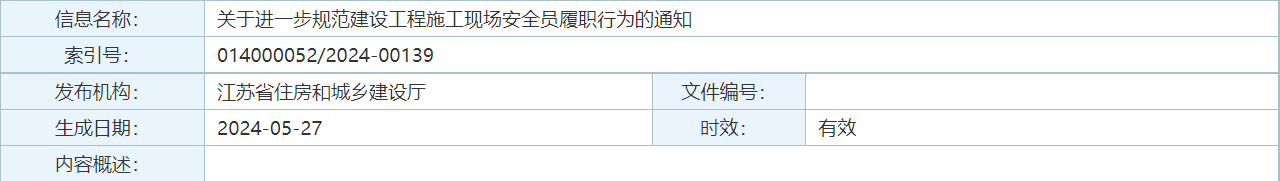 信息名称： 关于进一步规范建设工程施工现场安全员履职行为的通知
索引号： 014000052/2024-00139
发布机构： 江苏省住房和城乡建设厅 文件编号：
生成日期： 2024-05-27 时效： 有效
内容概述：